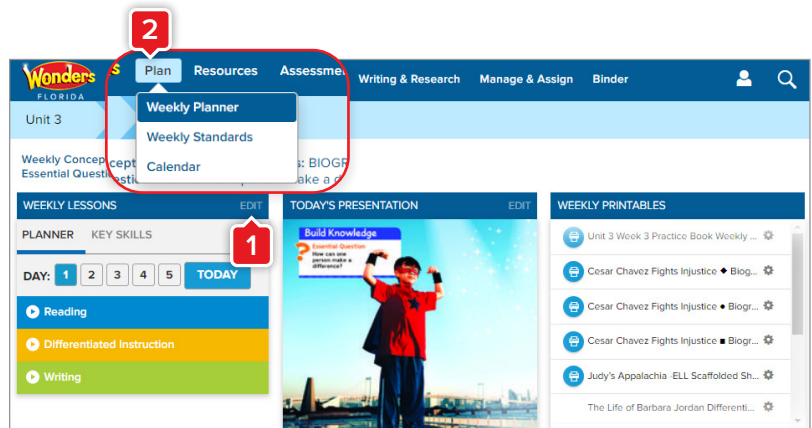 2
Wonders
FLORIDA
S Plan Resources Assessmen Writing & Research Manage & Assign Binder
Weekly Planner
Weekly Standards
Calendar
Unit 3
Weekly Concep cept s: BIOGR
Essential Questi esti ake a d
WEEKLY LESSONS EDIT
PLANNER KEY SKILLS
1
DAY: 1 2 3 4 5 TODAY
Reading
Differentiated Instruction
Writing
TODAY'S PRESENTATION EDIT
Build Knowledge
?
Essential Question
How can one
person make a
difference?
WEEKLY PRINTABLES
Unit 3 Week 3 Practice Book Weekly ...
Cesar Chavez Fights Injustice ◆ Biog...
Cesar Chavez Fights Injustice ● Biogr...
Cesar Chavez Fights Injustice ■ Biogr...
Judy's Appalachia -ELL Scaffolded Sh...
The Life of Barbara Jordan Differenti...